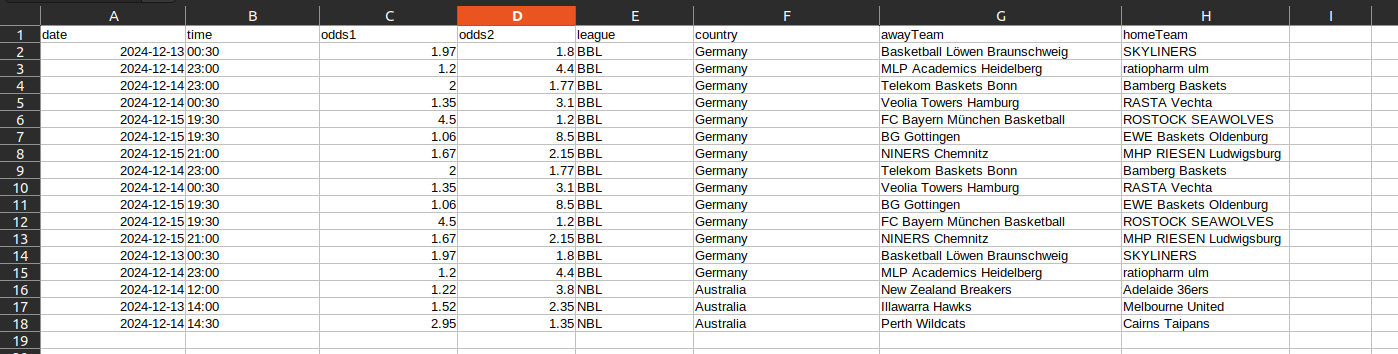 A B C D E F G H I
1 date time odds1 odds2 league country awayTeam homeTeam
2 2024-12-13 00:30 1.97 1.8 BBL Germany Basketball Löwen Braunschweig SKYLINERS
3 2024-12-14 23:00 1.2 4.4 BBL Germany MLP Academics Heidelberg ratiopharm ulm
4 2024-12-14 23:00 2 1.77 BBL Germany Telekom Baskets Bonn Bamberg Baskets
5 2024-12-14 00:30 1.35 3.1 BBL Germany Veolia Towers Hamburg RASTA Vechta
6 2024-12-15 19:30 4.5 1.2 BBL Germany FC Bayern München Basketball ROSTOCK SEAWOLVES
7 2024-12-15 19:30 1.06 8.5 BBL Germany BG Gottingen EWE Baskets Oldenburg
8 2024-12-15 21:00 1.67 2.15 BBL Germany NINERS Chemnitz MHP RIESEN Ludwigsburg
9 2024-12-14 23:00 2 1.77 BBL Germany Telekom Baskets Bonn Bamberg Baskets
10 2024-12-14 00:30 1.35 3.1 BBL Germany Veolia Towers Hamburg RASTA Vechta
11 2024-12-15 19:30 1.06 8.5 BBL Germany BG Gottingen EWE Baskets Oldenburg
12 2024-12-15 19:30 4.5 1.2 BBL Germany FC Bayern München Basketball ROSTOCK SEAWOLVES
13 2024-12-15 21:00 1.67 2.15 BBL Germany NINERS Chemnitz MHP RIESEN Ludwigsburg
14 2024-12-13 00:30 1.97 1.8 BBL Germany Basketball Löwen Braunschweig SKYLINERS
15 2024-12-14 23:00 1.2 4.4 BBL Germany MLP Academics Heidelberg ratiopharm ulm
16 2024-12-14 12:00 1.22 3.8 NBL Australia New Zealand Breakers Adelaide 36ers
17 2024-12-13 14:00 1.52 2.35 NBL Australia Illawarra Hawks Melbourne United
18 2024-12-14 14:30 2.95 1.35 NBL Australia Perth Wildcats Cairns Taipans
19